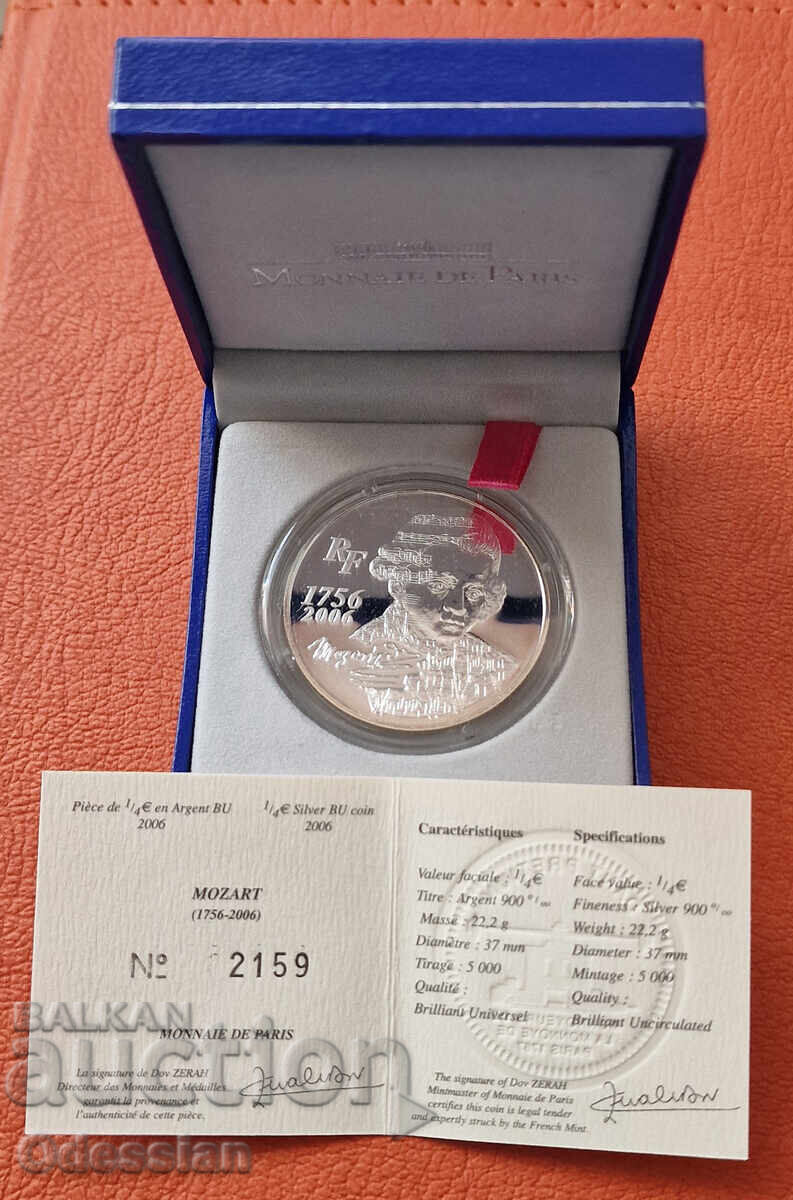 MONNAIE DE PARIS
RF
1756
2006
Mozart
Pièce de 1/4€ en Argent BU
2006
1/4€ Silver BU coin
2006
MOZART
(1756-2006)
No 2159
MONNAIE DE PARIS
La signature de Dov ZERAH
Directeur des Monnaies et Médailles
garantit la provenance et
l'authenticité de cette pièce.
Caractéristiques
Valeur faciale : 1/4€
Titre : Argent 900 °/oo
Masse : 22,2 g
Diamètre : 37 mm
Tirage : 5 000
Qualité :
Brilliant Universel
Specifications
Face value : 1/4€
Fineness : Silver 900 °/oo
Weight : 22,2 g
Diameter : 37 mm
Mintage : 5 000
Quality :
Brilliant Uncirculated
The signature of Dov ZERAH
Mintmaster of Monnaie de Paris
certifies this coin is legal tender
and expertly struck by the French Mint.
BALKAN
auction
Odessian